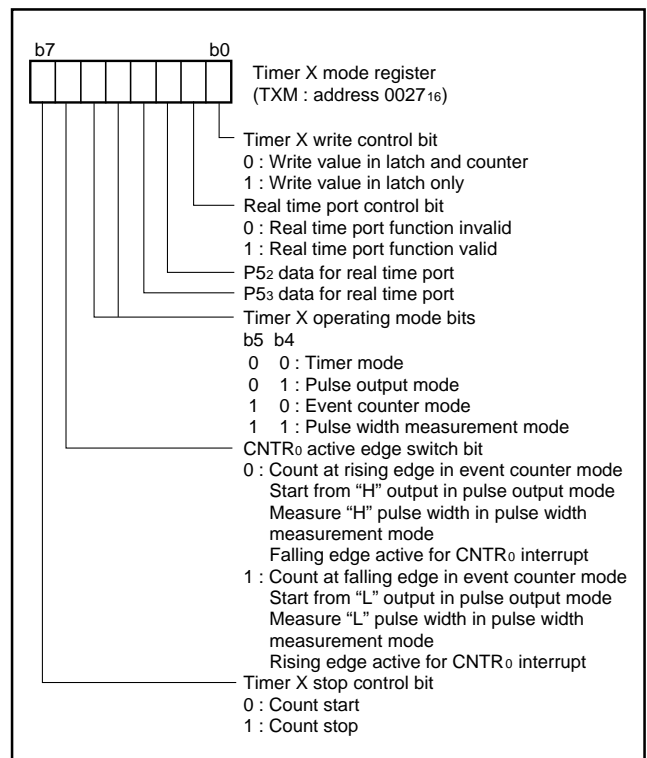 b7 b0
Timer X mode register
(TXM : address 0027₁₆)
Timer X write control bit
0 : Write value in latch and counter
1 : Write value in latch only
Real time port control bit
0 : Real time port function invalid
1 : Real time port function valid
P5₂ data for real time port
P5₃ data for real time port
Timer X operating mode bits
b5 b4
0 0 : Timer mode
0 1 : Pulse output mode
1 0 : Event counter mode
1 1 : Pulse width measurement mode
CNTR₀ active edge switch bit
0 : Count at rising edge in event counter mode
Start from “H” output in pulse output mode
Measure “H” pulse width in pulse width
measurement mode
Falling edge active for CNTR₀ interrupt
1 : Count at falling edge in event counter mode
Start from “L” output in pulse output mode
Measure “L” pulse width in pulse width
measurement mode
Rising edge active for CNTR₀ interrupt
Timer X stop control bit
0 : Count start
1 : Count stop